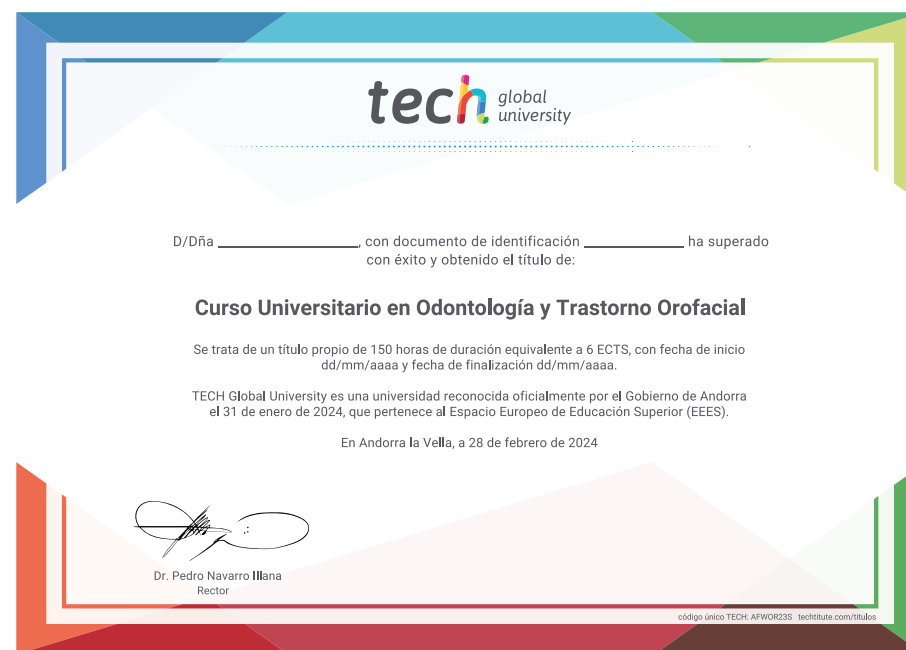 tech global university
D/Dña ____________________, con documento de identificación ______________ ha superado
con éxito y obtenido el título de:
Curso Universitario en Odontología y Trastorno Orofacial
Se trata de un título propio de 150 horas de duración equivalente a 6 ECTS, con fecha de inicio
dd/mm/aaaa y fecha de finalización dd/mm/aaaa.
TECH Global University es una universidad reconocida oficialmente por el Gobierno de Andorra
el 31 de enero de 2024, que pertenece al Espacio Europeo de Educación Superior (EEES).
En Andorra la Vella, a 28 de febrero de 2024
Dr. Pedro Navarro Illana
Rector
código único TECH: AFWOR23S techtitute.com/titulos